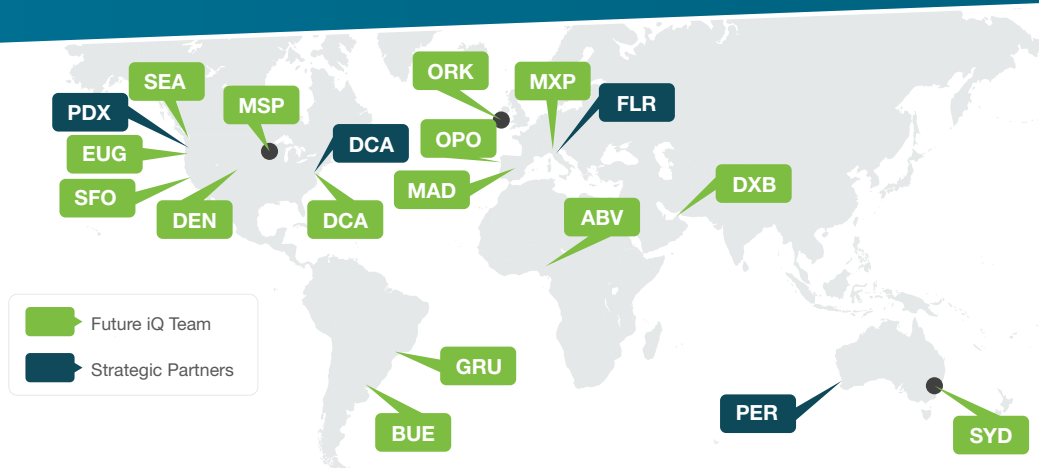 ORK
SEA
MXP
MSP
FLR
PDX
OPO
DCA
EUG
DXB
MAD
SFO
ABV
DEN
DCA
Future iQ Team
Strategic Partners
GRU
PER
BUE
SYD